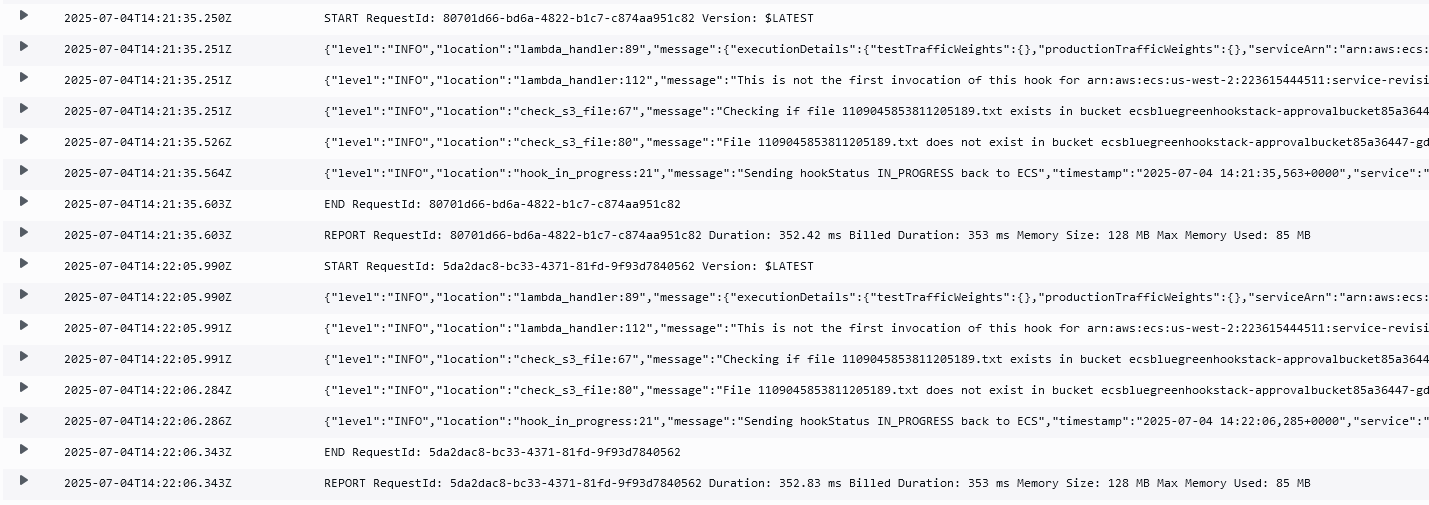 2025-07-04T14:21:35.250Z START RequestId: 80701d66-bd6a-4822-b1c7-c874aa951c82 Version: $LATEST
2025-07-04T14:21:35.251Z {"level":"INFO","location":"lambda_handler:89","message":{"executionDetails":{"testTrafficWeights":{},"productionTrafficWeights":{},"serviceArn":"arn:aws:ecs:
2025-07-04T14:21:35.251Z {"level":"INFO","location":"lambda_handler:112","message":"This is not the first invocation of this hook for arn:aws:ecs:us-west-2:223615444511:service-revisi
2025-07-04T14:21:35.251Z {"level":"INFO","location":"check_s3_file:67","message":"Checking if file 1109045853811205189.txt exists in bucket ecsbluegreenhookstack-approvalbucket85a3644
2025-07-04T14:21:35.526Z {"level":"INFO","location":"check_s3_file:80","message":"File 1109045853811205189.txt does not exist in bucket ecsbluegreenhookstack-approvalbucket85a36447-gd
2025-07-04T14:21:35.564Z {"level":"INFO","location":"hook_in_progress:21","message":"Sending hookStatus IN_PROGRESS back to ECS","timestamp":"2025-07-04 14:21:35,563+0000","service":"
2025-07-04T14:21:35.603Z END RequestId: 80701d66-bd6a-4822-b1c7-c874aa951c82
2025-07-04T14:21:35.603Z REPORT RequestId: 80701d66-bd6a-4822-b1c7-c874aa951c82 Duration: 352.42 ms Billed Duration: 353 ms Memory Size: 128 MB Max Memory Used: 85 MB
2025-07-04T14:22:05.990Z START RequestId: 5da2dac8-bc33-4371-81fd-9f93d7840562 Version: $LATEST
2025-07-04T14:22:05.990Z {"level":"INFO","location":"lambda_handler:89","message":{"executionDetails":{"testTrafficWeights":{},"productionTrafficWeights":{},"serviceArn":"arn:aws:ecs:
2025-07-04T14:22:05.991Z {"level":"INFO","location":"lambda_handler:112","message":"This is not the first invocation of this hook for arn:aws:ecs:us-west-2:223615444511:service-revisi
2025-07-04T14:22:05.991Z {"level":"INFO","location":"check_s3_file:67","message":"Checking if file 1109045853811205189.txt exists in bucket ecsbluegreenhookstack-approvalbucket85a3644
2025-07-04T14:22:06.284Z {"level":"INFO","location":"check_s3_file:80","message":"File 1109045853811205189.txt does not exist in bucket ecsbluegreenhookstack-approvalbucket85a36447-gd
2025-07-04T14:22:06.286Z {"level":"INFO","location":"hook_in_progress:21","message":"Sending hookStatus IN_PROGRESS back to ECS","timestamp":"2025-07-04 14:22:06,285+0000","service":"
2025-07-04T14:22:06.343Z END RequestId: 5da2dac8-bc33-4371-81fd-9f93d7840562
2025-07-04T14:22:06.343Z REPORT RequestId: 5da2dac8-bc33-4371-81fd-9f93d7840562 Duration: 352.83 ms Billed Duration: 353 ms Memory Size: 128 MB Max Memory Used: 85 MB